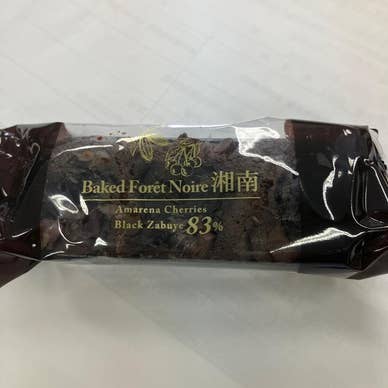 Baked Forêt Noire 湘南
Amarena Cherries
Black Zabuye 83%